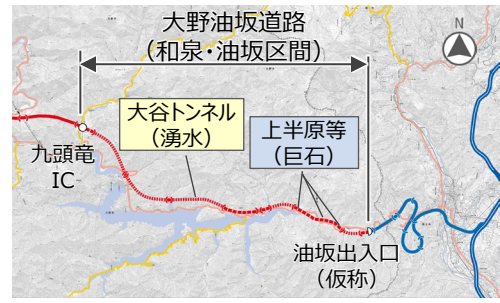 大野油坂道路
（和泉・油坂区間）
N
大谷トンネル
（湧水）
上半原等
（巨石）
九頭竜
IC
油坂出入口
（仮称）